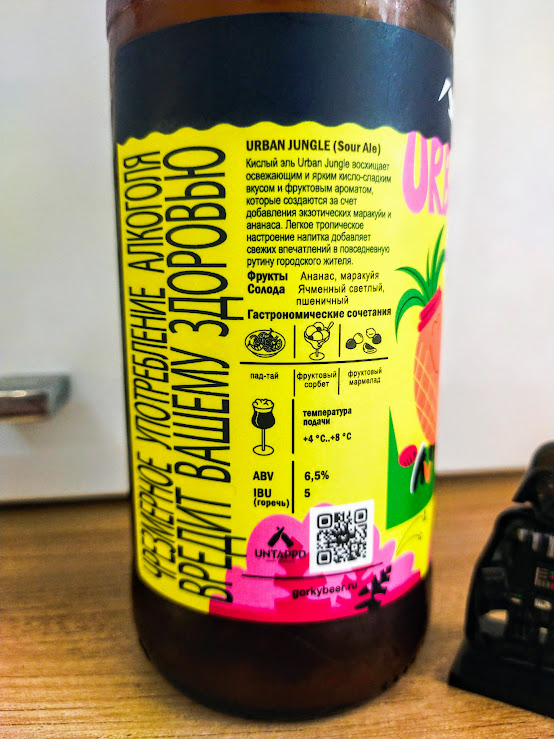 ЧРЕЗМЕРНОЕ УПОТРЕБЛЕНИЕ АЛКОГОЛЯ
ВРЕДИТ ВАШЕМУ ЗДОРОВЬЮ
URBAN JUNGLE (Sour Ale)
Кислый эль Urban Jungle восхищает
освежающим и ярким кисло-сладким
вкусом и фруктовым ароматом,
которые создаются за счет
добавления экзотических маракуйи и
ананаса. Легкое тропическое
настроение напитка добавляет
свежих впечатлений в повседневную
рутину городского жителя.
Фрукты Ананас, маракуйя
Солода Ячменный светлый,
пшеничный
Гастрономические сочетания
пад-тай фруктовый сорбет фруктовый мармелад
температура
подачи
+4 °C..+8 °C
ABV 6,5%
IBU 5
(горечь)
UNTAPPD
gorkybeer.ru